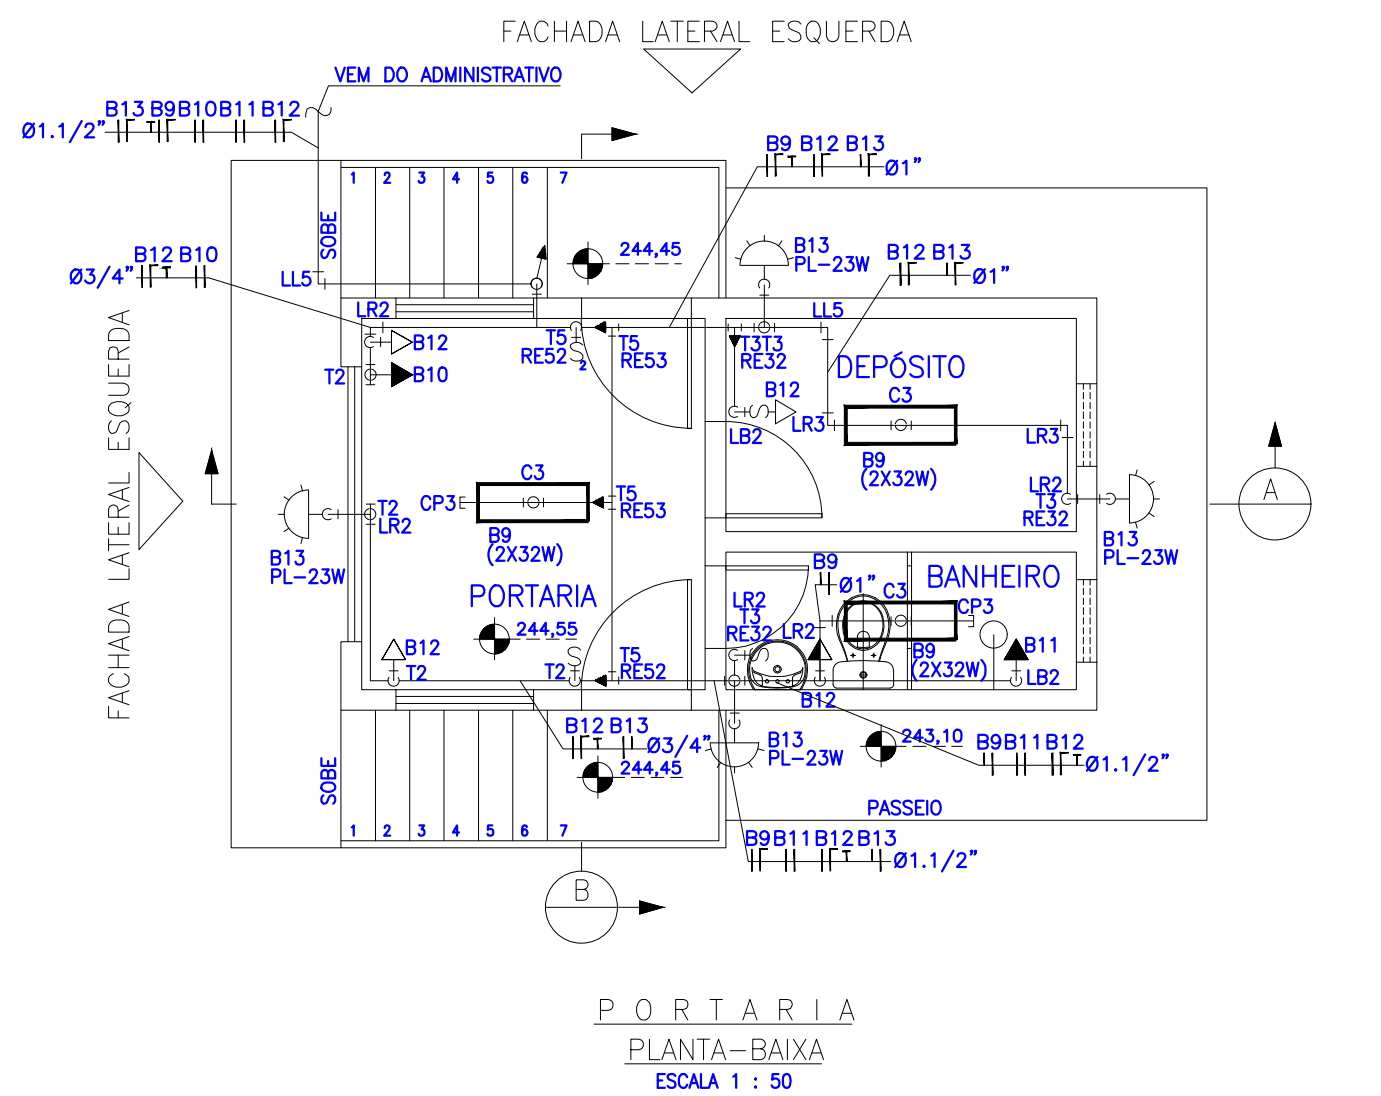 FACHADA LATERAL ESQUERDA
VEM DO ADMINISTRATIVO
B13 B9 B10 B11 B12
Ø1.1/2"
B9 B12 B13
Ø1"
1 2 3 4 5 6 7
SOBE
244,45
B13
PL-23W
B12 B13
Ø1"
B12 B10
Ø3/4"
LL5
LR2
B12
T2
B10
T5
RE52
S2
T5
RE53
T3T3
RE32
LL5
DEPÓSITO
B12
S
LB2
LR3
C3
B9
(2X32W)
LR3
LR2
T3
RE32
B13
PL-23W
A
FACHADA LATERAL ESQUERDA
T2
LR2
B13
PL-23W
CP3
C3
B9
(2X32W)
T5
RE53
PORTARIA
244,55
B12
T2
S
T2
T5
RE52
B9
Ø1"
LR2
T3
RE32
S
LR2
BANHEIRO
C3
CP3
B9
(2X32W)
B11
LB2
B12
B12 B13
Ø3/4"
244,45
B13
PL-23W
243,10
B9 B11 B12
Ø1.1/2"
SOBE
1 2 3 4 5 6 7
PASSEIO
B9 B11 B12 B13
Ø1.1/2"
B
PORTARIA
PLANTA-BAIXA
ESCALA 1 : 50